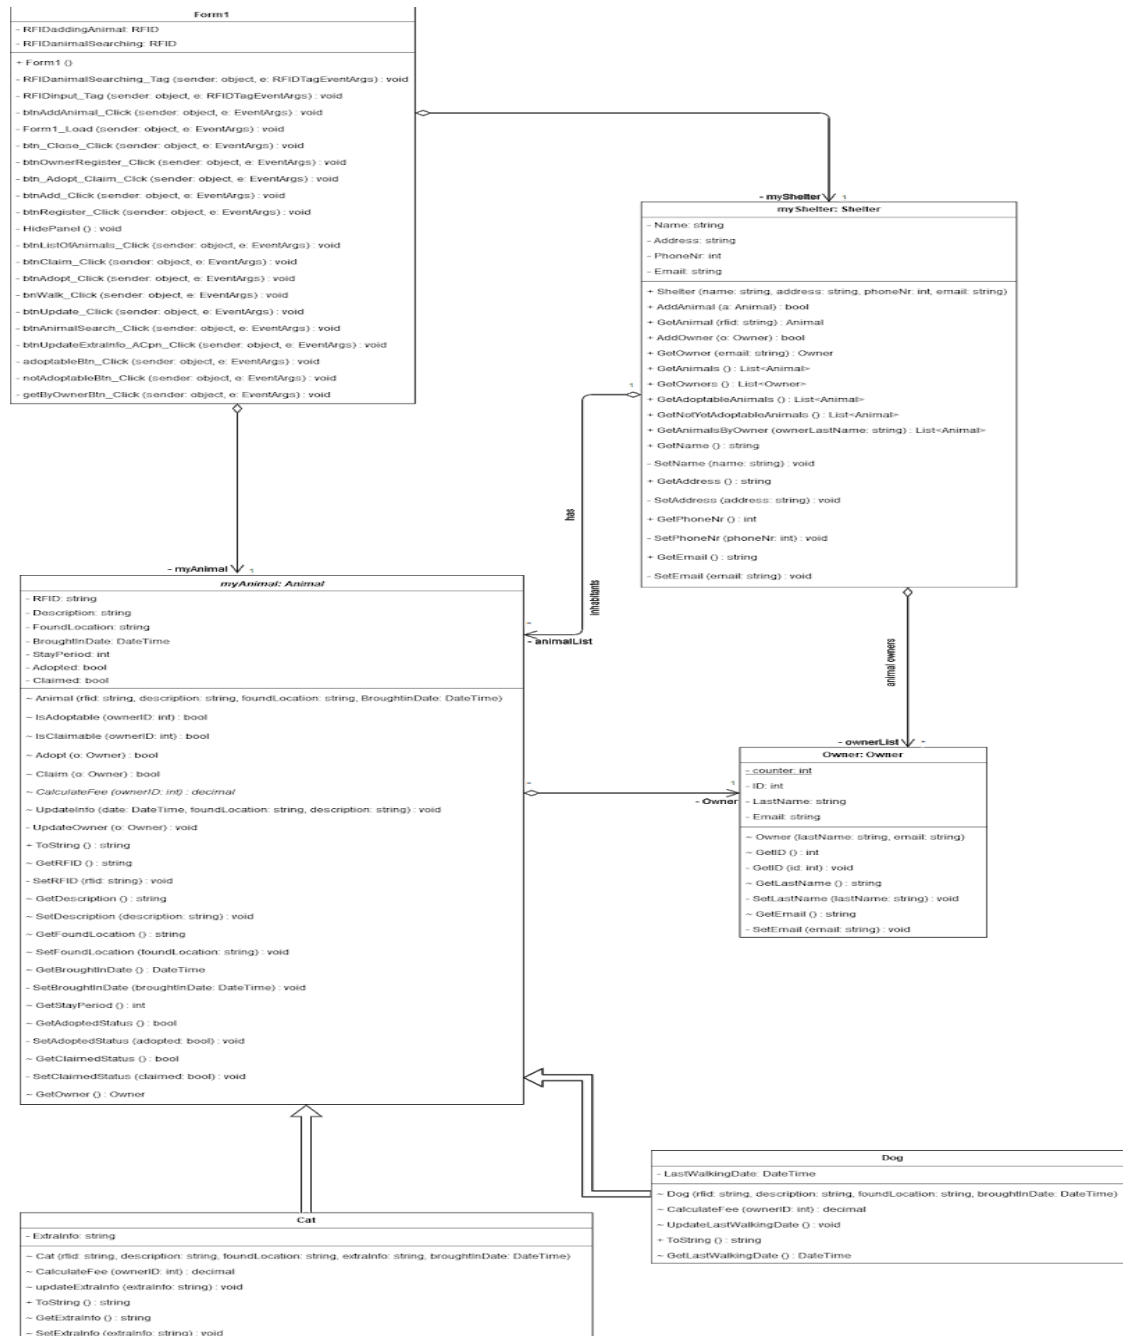 Form1
- RFIDaddingAnimal: RFID
- RFIDanimalSearching: RFID
+ Form1 ()
- RFIDanimalSearching_Tag (sender: object, e: RFIDTagEventArgs) : void
- RFIDinput_Tag (sender: object, e: RFIDTagEventArgs) : void
- btnAddAnimal_Click (sender: object, e: EventArgs) : void
- Form1_Load (sender: object, e: EventArgs) : void
- btn_Close_Click (sender: object, e: EventArgs) : void
- btnOwnerRegister_Click (sender: object, e: EventArgs) : void
- btn_Adopt_Claim_Cick (sender: object, e: EventArgs) : void
- btnAdd_Click (sender: object, e: EventArgs) : void
- btnRegister_Click (sender: object, e: EventArgs) : void
- HidePanel () : void
- btnListOfAnimals_Click (sender: object, e: EventArgs) : void
- btnClaim_Click (sender: object, e: EventArgs) : void
- btnAdopt_Click (sender: object, e: EventArgs) : void
- bnWalk_Click (sender: object, e: EventArgs) : void
- btnUpdate_Click (sender: object, e: EventArgs) : void
- btnAnimalSearch_Click (sender: object, e: EventArgs) : void
- btnUpdateExtraInfo_ACpn_Click (sender: object, e: EventArgs) : void
- adoptableBtn_Click (sender: object, e: EventArgs) : void
- notAdoptableBtn_Click (sender: object, e: EventArgs) : void
- getByOwnerBtn_Click (sender: object, e: EventArgs) : void
- myShelter 1
myShelter: Shelter
- Name: string
- Address: string
- PhoneNr: int
- Email: string
+ Shelter (name: string, address: string, phoneNr: int, email: string)
+ AddAnimal (a: Animal) : bool
+ GetAnimal (rfid: string) : Animal
+ AddOwner (o: Owner) : bool
+ GetOwner (email: string) : Owner
+ GetAnimals () : List<Animal>
+ GetOwners () : List<Owner>
+ GetAdoptableAnimals () : List<Animal>
+ GetNotYetAdoptableAnimals () : List<Animal>
+ GetAnimalsByOwner (ownerLastName: string) : List<Animal>
+ GetName () : string
- SetName (name: string) : void
+ GetAddress () : string
- SetAddress (address: string) : void
+ GetPhoneNr () : int
- SetPhoneNr (phoneNr: int) : void
+ GetEmail () : string
- SetEmail (email: string) : void
1
has
inhabitants
- animalList
animal owners
- ownerList
- myAnimal 1
myAnimal: Animal
- RFID: string
- Description: string
- FoundLocation: string
- BroughtInDate: DateTime
- StayPeriod: int
- Adopted: bool
- Claimed: bool
~ Animal (rfid: string, description: string, foundLocation: string, BroughtInDate: DateTime)
~ IsAdoptable (ownerID: int) : bool
~ IsClaimable (ownerID: int) : bool
~ Adopt (o: Owner) : bool
~ Claim (o: Owner) : bool
~ CalculateFee (ownerID: int) : decimal
~ UpdateInfo (date: DateTime, foundLocation: string, description: string) : void
- UpdateOwner (o: Owner) : void
+ ToString () : string
~ GetRFID () : string
- SetRFID (rfid: string) : void
~ GetDescription () : string
~ SetDescription (description: string) : void
~ GetFoundLocation () : string
~ SetFoundLocation (foundLocation: string) : void
~ GetBroughtInDate () : DateTime
- SetBroughtInDate (broughtInDate: DateTime) : void
~ GetStayPeriod () : int
~ GetAdoptedStatus () : bool
- SetAdoptedStatus (adopted: bool) : void
~ GetClaimedStatus () : bool
- SetClaimedStatus (claimed: bool) : void
~ GetOwner () : Owner
1
- Owner
Owner: Owner
- counter: int
- ID: int
- LastName: string
- Email: string
~ Owner (lastName: string, email: string)
~ GetID () : int
- GetID (id: int) : void
~ GetLastName () : string
- SetLastName (lastName: string) : void
~ GetEmail () : string
- SetEmail (email: string) : void
Dog
- LastWalkingDate: DateTime
~ Dog (rfid: string, description: string, foundLocation: string, broughtInDate: DateTime)
~ CalculateFee (ownerID: int) : decimal
~ UpdateLastWalkingDate () : void
+ ToString () : string
~ GetLastWalkingDate () : DateTime
Cat
- ExtraInfo: string
~ Cat (rfid: string, description: string, foundLocation: string, extraInfo: string, broughtInDate: DateTime)
~ CalculateFee (ownerID: int) : decimal
~ updateExtraInfo (extraInfo: string) : void
+ ToString () : string
~ GetExtraInfo () : string
~ SetExtraInfo (extraInfo: string) : void